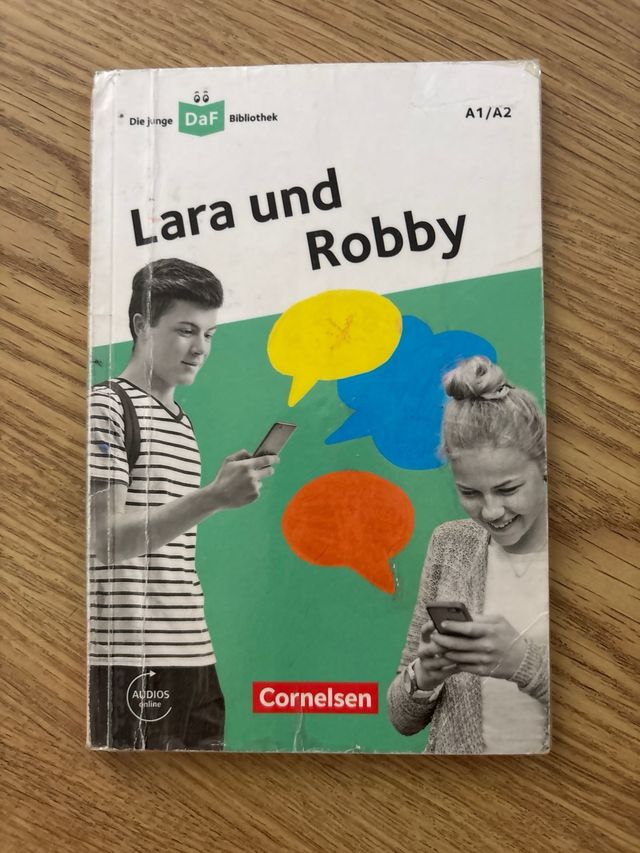 Die junge DaF Bibliothek
A1/A2
Lara und
Robby
AUDIOS
online
Cornelsen